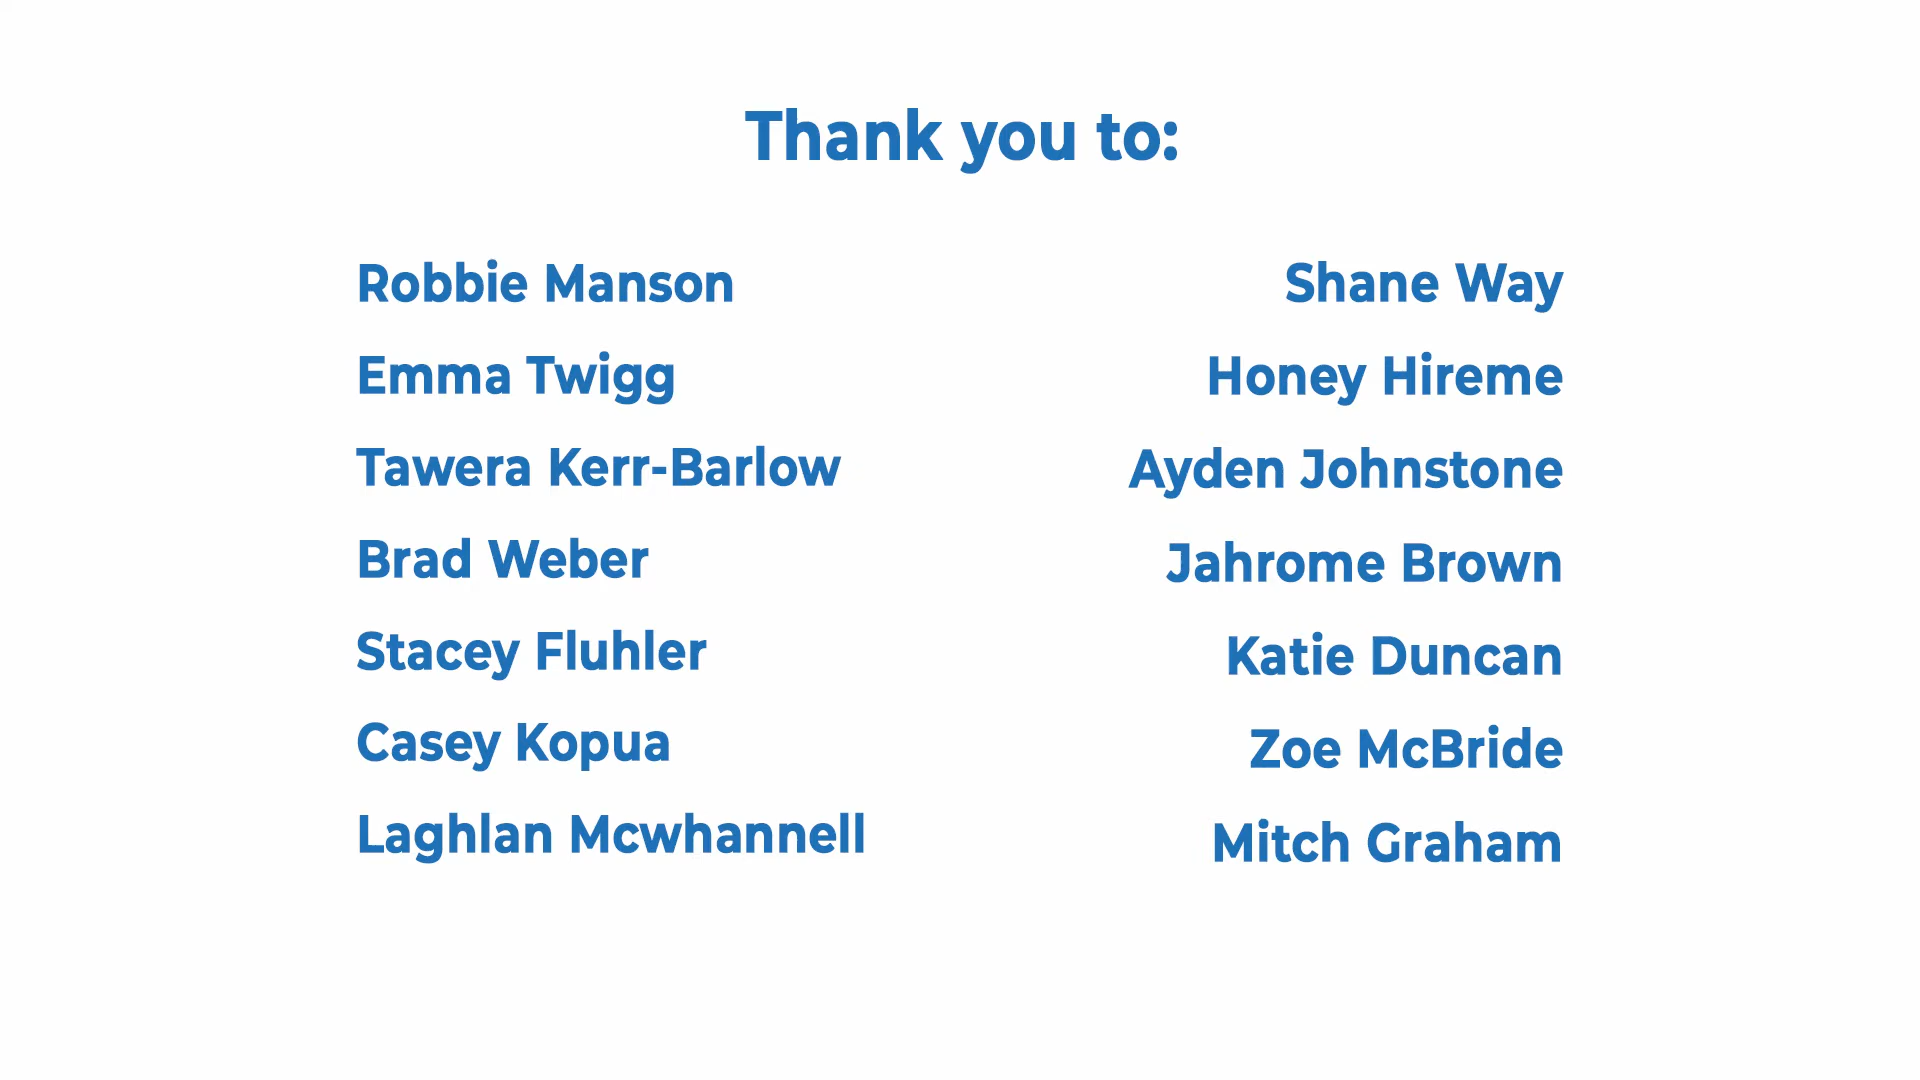 Thank you to:
Robbie Manson
Emma Twigg
Tawera Kerr-Barlow
Brad Weber
Stacey Fluhler
Casey Kopua
Laghlan Mcwhannell
Shane Way
Honey Hireme
Ayden Johnstone
Jahrome Brown
Katie Duncan
Zoe McBride
Mitch Graham